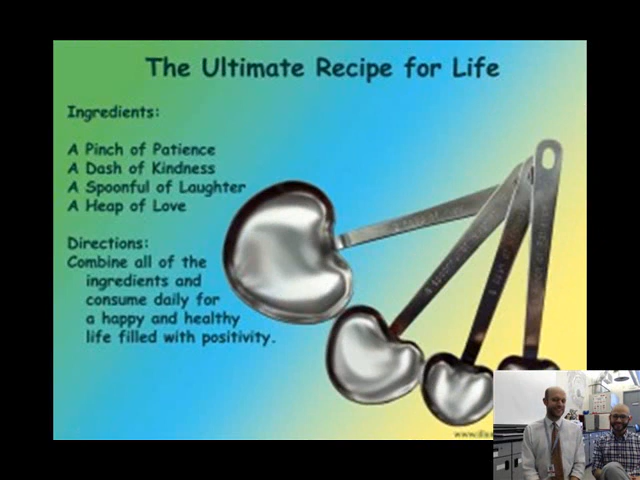 The Ultimate Recipe for Life
Ingredients:
A Pinch of Patience
A Dash of Kindness
A Spoonful of Laughter
A Heap of Love
Directions:
Combine all of the
ingredients and
consume daily for
a happy and healthy
life filled with positivity.